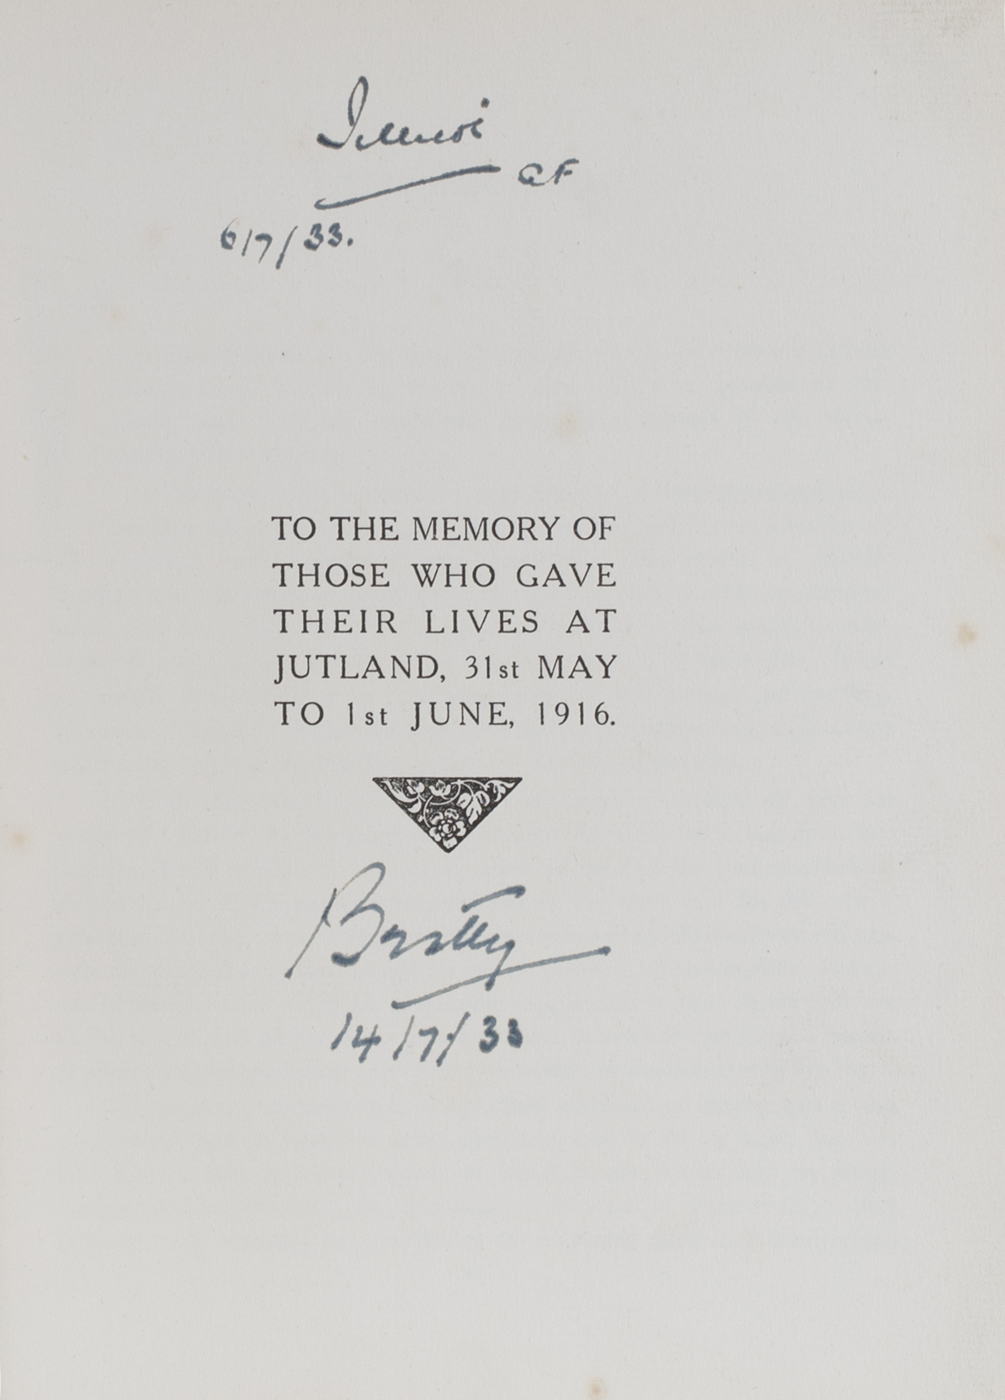 Jellicoe
AF
6/7/33.
TO THE MEMORY OF
THOSE WHO GAVE
THEIR LIVES AT
JUTLAND, 31st MAY
TO 1st JUNE, 1916.
Beatty
14/7/33